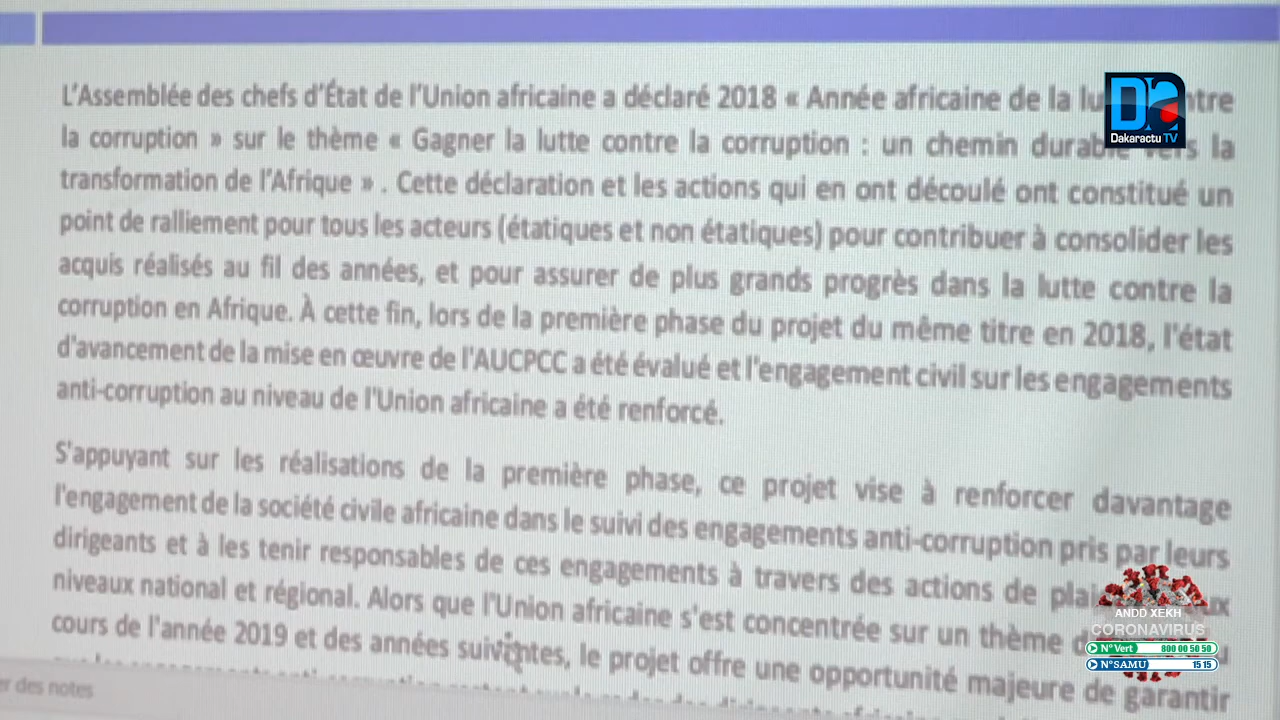 L'Assemblée des chefs d'État de l'Union africaine a déclaré 2018 « Année africaine de la
la corruption » sur le thème « Gagner la lutte contre la corruption : un chemin la
transformation de l'Afrique » . Cette déclaration et les actions qui en ont découlé ont constitué un
point de ralliement pour tous les acteurs (étatiques et non étatiques) pour contribuer à consolider les
acquis réalisés au fil des années, et pour assurer de plus grands progrès dans la lutte contre la
corruption en Afrique. À cette fin, lors de la première phase du projet du même titre en 2018, l'état
d'avancement de la mise en œuvre de l'AUCPCC a été évalué et l'engagement civil sur les engagements
anti-corruption au niveau de l'Union africaine a été renforcé.
S'appuyant sur les réalisations de la première phase, ce projet vise à renforcer davantage
l'engagement de la société civile africaine dans le suivi des engagements anti-corruption pris par leurs
dirigeants et à les tenir responsables de ces engagements à travers des actions de
niveaux national et régional. Alors que l'Union africaine s'est concentrée sur un thème
cours de l'année 2019 et des années suivantes, le projet offre une opportunité majeure de garantir
er des notes
Dakaractu TV
ANDD XEKH
CORONAVIRUS
N° Vert 800 00 50 50
N° SAMU 15 15